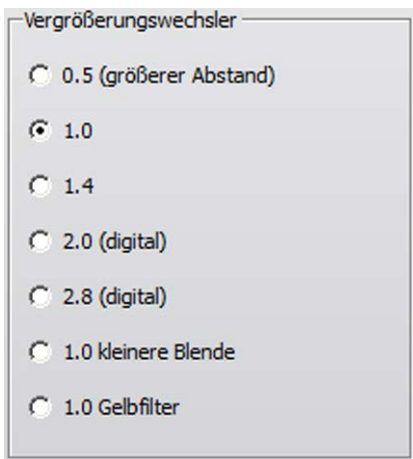 Vergrößerungswechsler
0.5 (größerer Abstand)
1.0
1.4
2.0 (digital)
2.8 (digital)
1.0 kleinere Blende
1.0 Gelbfilter